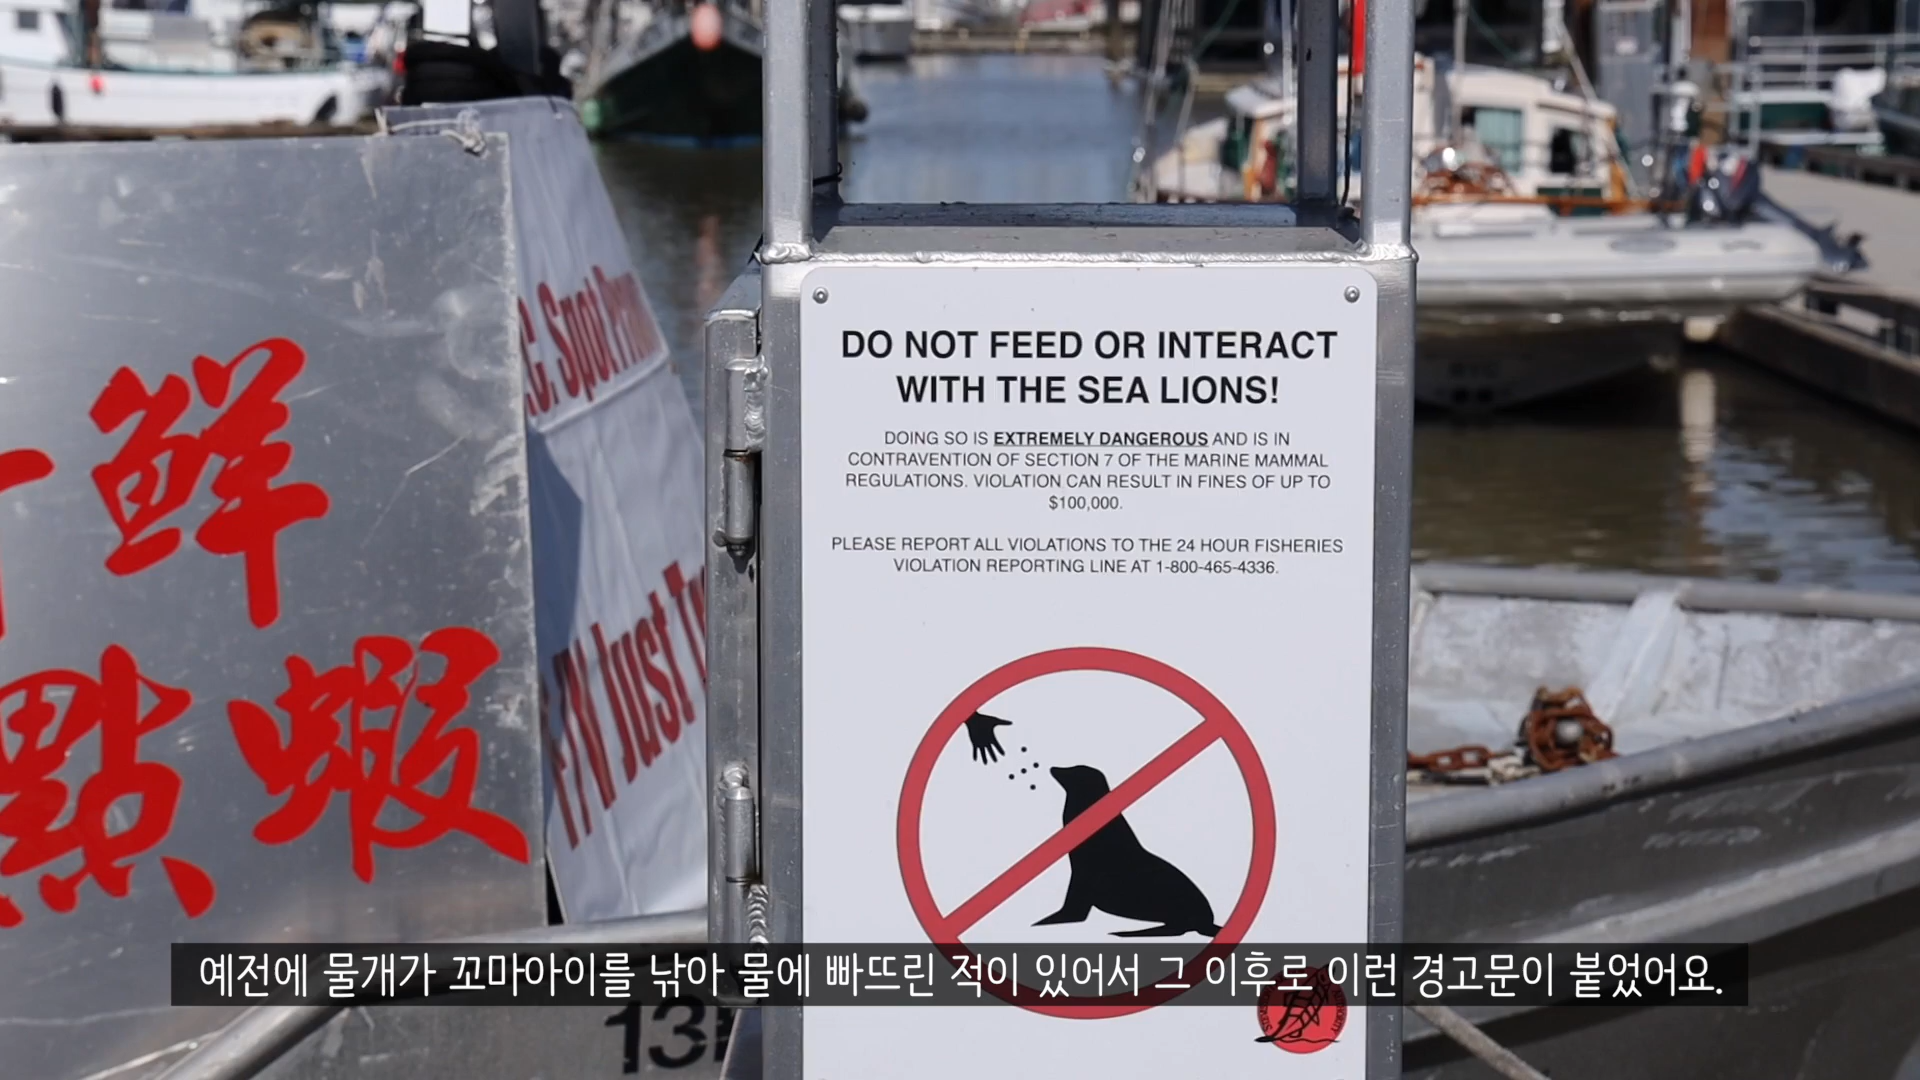 鮮
點蝦
.C. Spot Prawn
F/V Just
DO NOT FEED OR INTERACT
WITH THE SEA LIONS!
DOING SO IS EXTREMELY DANGEROUS AND IS IN
CONTRAVENTION OF SECTION 7 OF THE MARINE MAMMAL
REGULATIONS. VIOLATION CAN RESULT IN FINES OF UP TO
$100,000.
PLEASE REPORT ALL VIOLATIONS TO THE 24 HOUR FISHERIES
VIOLATION REPORTING LINE AT 1-800-465-4336.
예전에 물개가 꼬마아이를 낚아 물에 빠뜨린 적이 있어서 그 이후로 이런 경고문이 붙었어요.
13